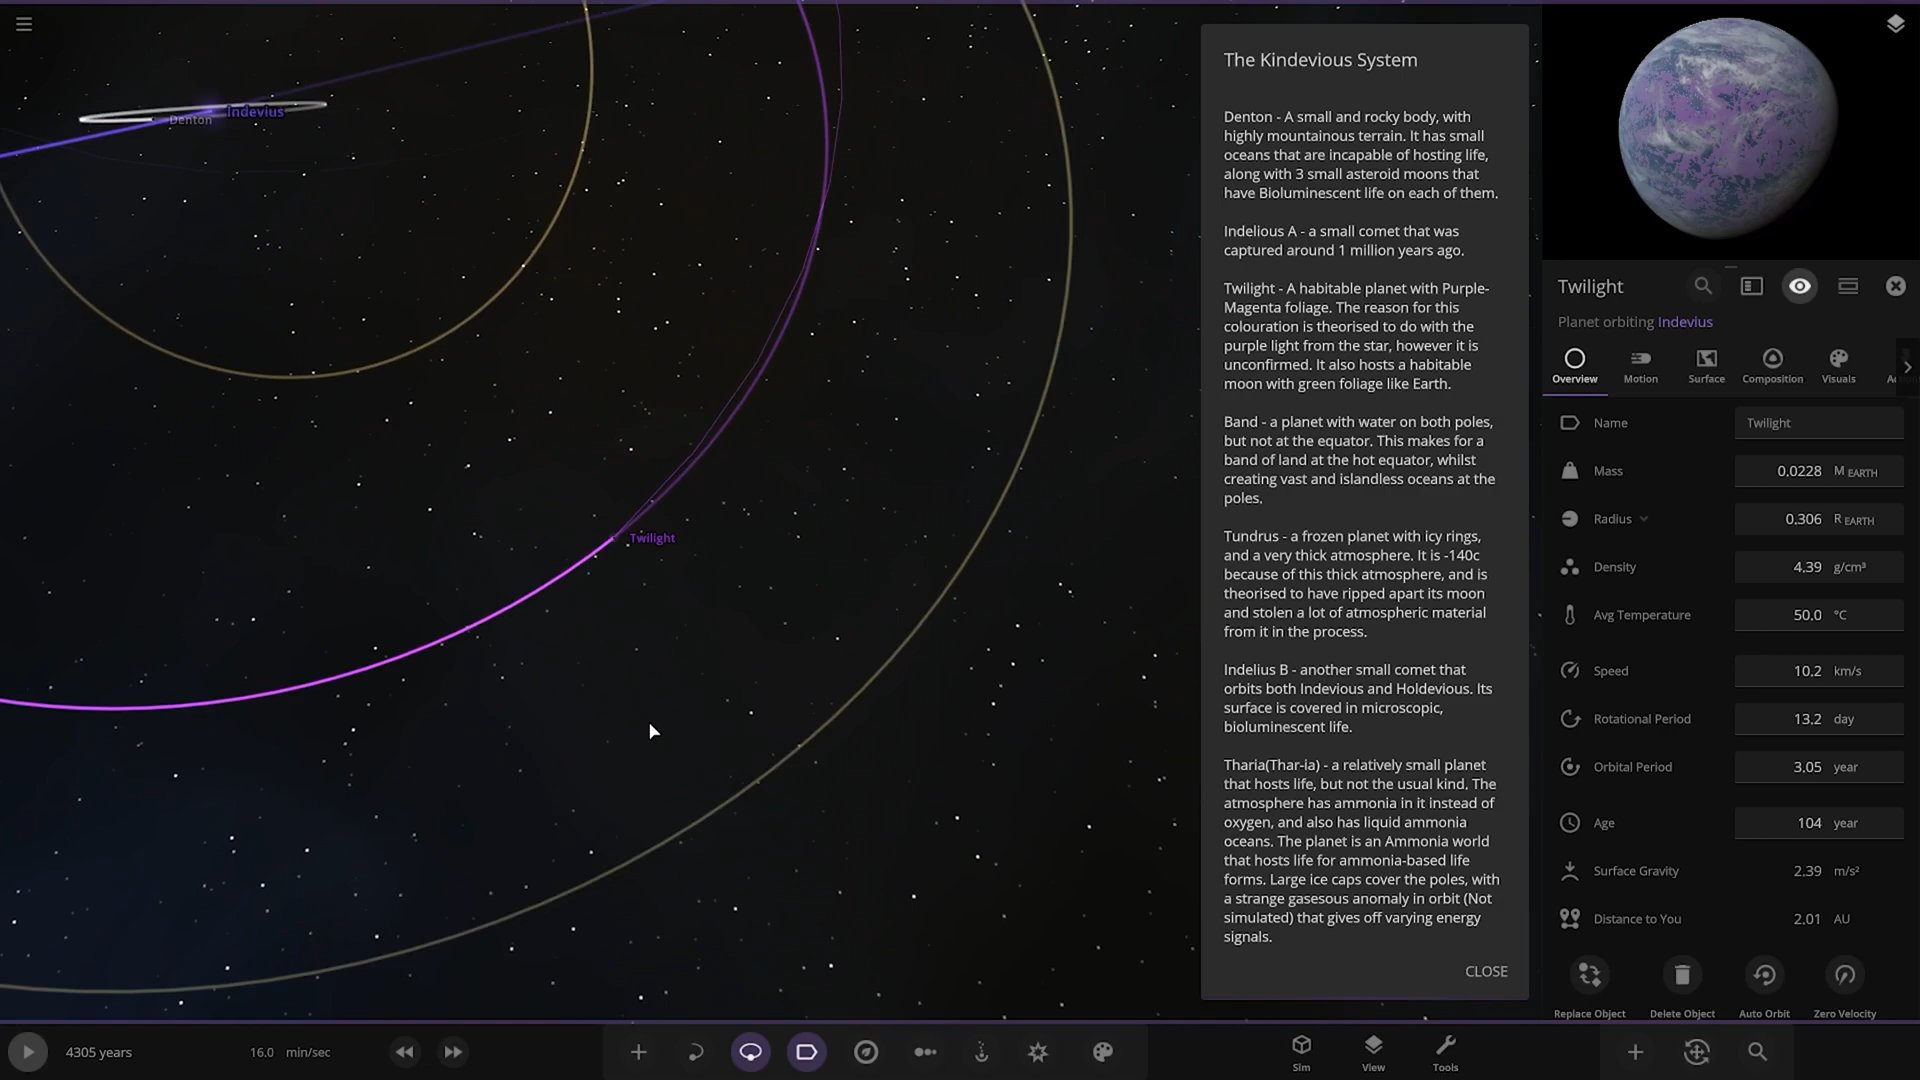 Indevius
Denton
Twilight
The Kindevious System
Denton - A small and rocky body, with
highly mountainous terrain. It has small
oceans that are incapable of hosting life,
along with 3 small asteroid moons that
have Bioluminescent life on each of them.
Indelious A - a small comet that was
captured around 1 million years ago.
Twilight - A habitable planet with Purple-
Magenta foliage. The reason for this
colouration is theorised to do with the
purple light from the star, however it is
unconfirmed. It also hosts a habitable
moon with green foliage like Earth.
Band - a planet with water on both poles,
but not at the equator. This makes for a
band of land at the hot equator, whilst
creating vast and islandless oceans at the
poles.
Tundrus - a frozen planet with icy rings,
and a very thick atmosphere. It is -140c
because of this thick atmosphere, and is
theorised to have ripped apart its moon
and stolen a lot of atmospheric material
from it in the process.
Indelius B - another small comet that
orbits both Indevious and Holdevious. Its
surface is covered in microscopic,
bioluminescent life.
Tharia(Thar-ia) - a relatively small planet
that hosts life, but not the usual kind. The
atmosphere has ammonia in it instead of
oxygen, and also has liquid ammonia
oceans. The planet is an Ammonia world
that hosts life for ammonia-based life
forms. Large ice caps cover the poles, with
a strange gasesous anomaly in orbit (Not
simulated) that gives off varying energy
signals.
CLOSE
Twilight
Planet orbiting Indevius
Overview Motion Surface Composition Visuals
Name Twilight
Mass 0.0228 M EARTH
Radius 0.306 R EARTH
Density 4.39 g/cm³
Avg Temperature 50.0 °C
Speed 10.2 km/s
Rotational Period 13.2 day
Orbital Period 3.05 year
Age 104 year
Surface Gravity 2.39 m/s²
Distance to You 2.01 AU
Replace Object Delete Object Auto Orbit Zero Velocity
4305 years 16.0 min/sec
Sim View Tools